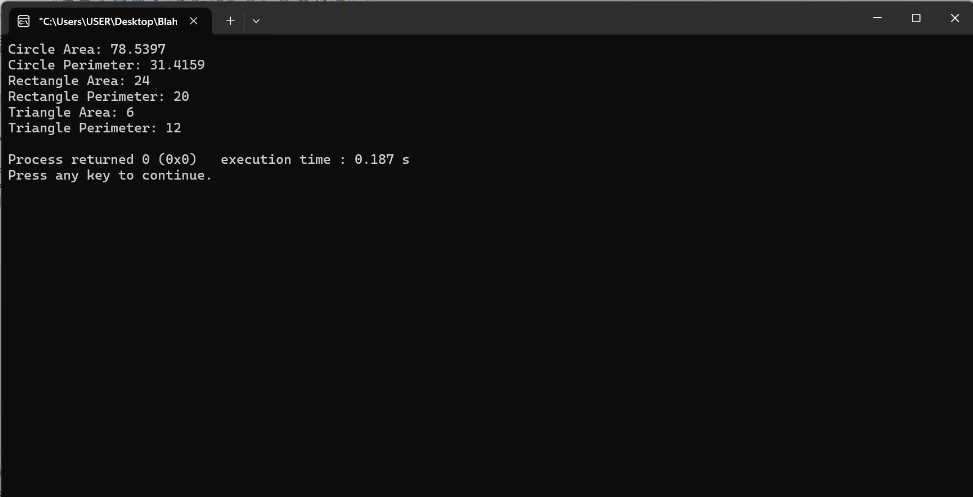 "C:\Users\USER\Desktop\Blah
Circle Area: 78.5397
Circle Perimeter: 31.4159
Rectangle Area: 24
Rectangle Perimeter: 20
Triangle Area: 6
Triangle Perimeter: 12
Process returned 0 (0x0)   execution time : 0.187 s
Press any key to continue.